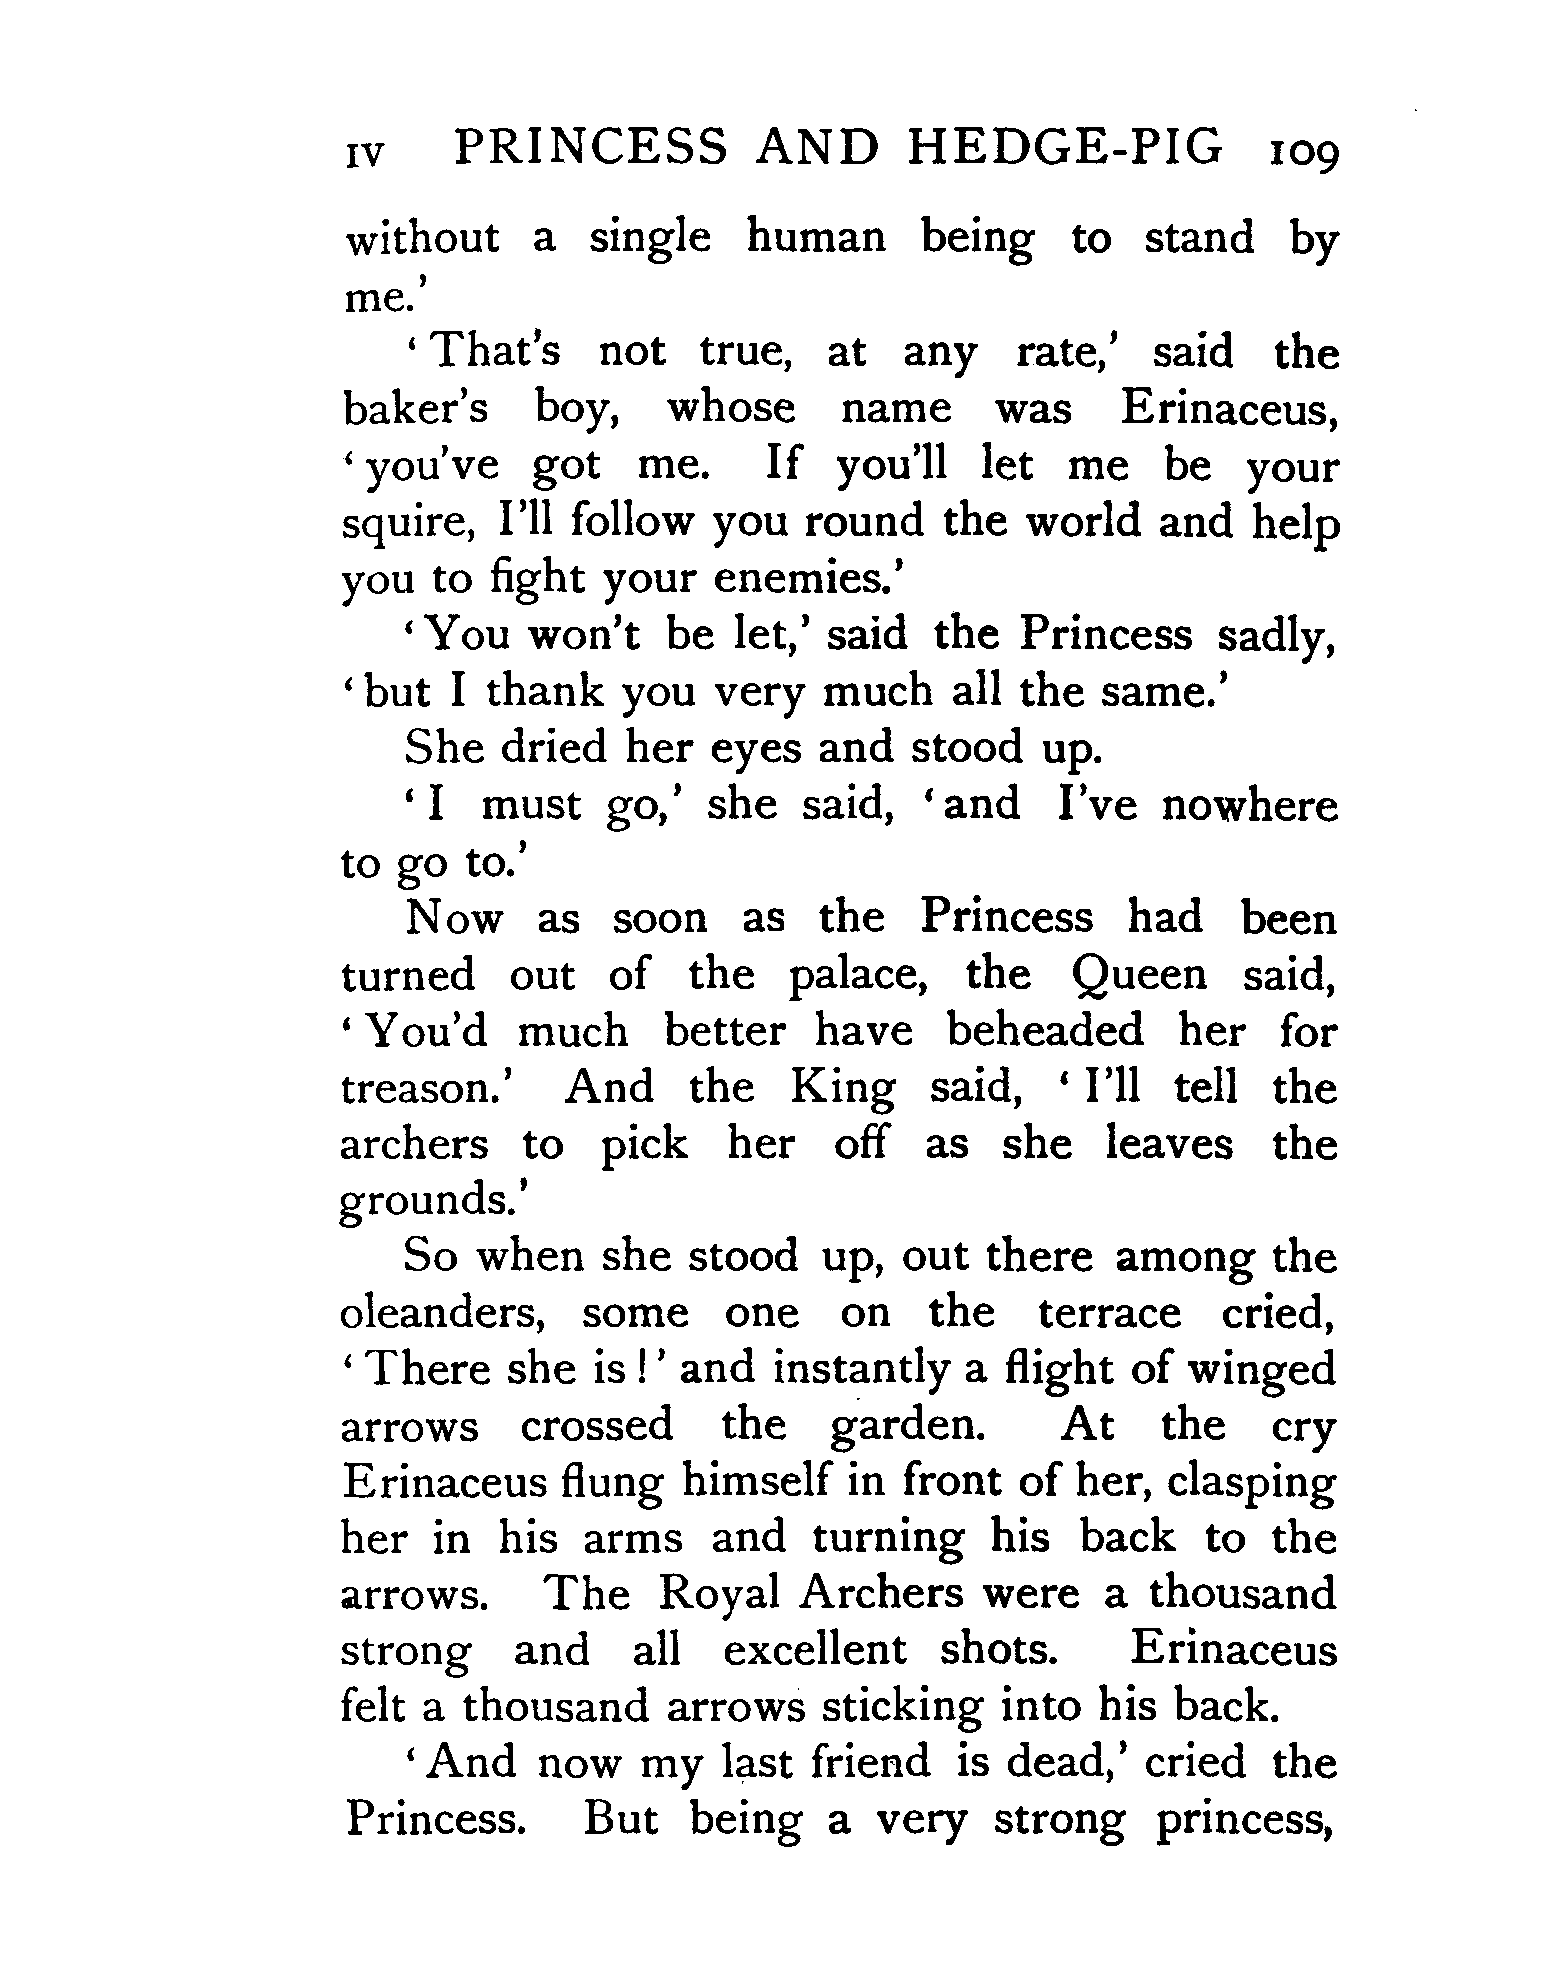 IV PRINCESS AND HEDGE-PIG 109
without a single human being to stand by
me.’
‘ That’s not true, at any rate,’ said the
baker’s boy, whose name was Erinaceus,
‘ you’ve got me. If you’ll let me be your
squire, I’ll follow you round the world and help
you to fight your enemies.’
‘ You won’t be let,’ said the Princess sadly,
‘ but I thank you very much all the same.’
She dried her eyes and stood up.
‘ I must go,’ she said, ‘ and I’ve nowhere
to go to.’
Now as soon as the Princess had been
turned out of the palace, the Queen said,
‘ You’d much better have beheaded her for
treason.’ And the King said, ‘ I’ll tell the
archers to pick her off as she leaves the
grounds.’
So when she stood up, out there among the
oleanders, some one on the terrace cried,
‘ There she is !’ and instantly a flight of winged
arrows crossed the garden. At the cry
Erinaceus flung himself in front of her, clasping
her in his arms and turning his back to the
arrows. The Royal Archers were a thousand
strong and all excellent shots. Erinaceus
felt a thousand arrows sticking into his back.
‘ And now my last friend is dead,’ cried the
Princess. But being a very strong princess,